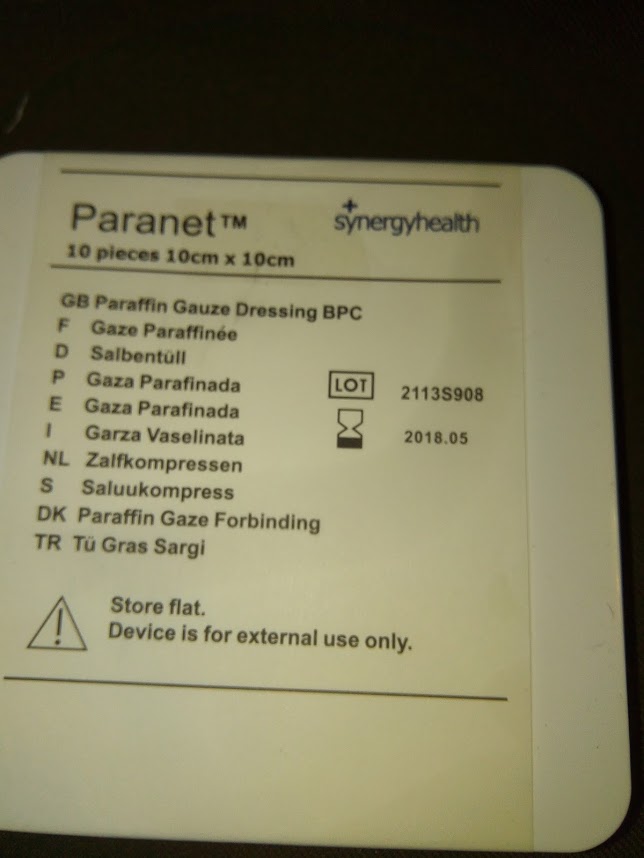 Paranet™
synergyhealth
10 pieces 10cm x 10cm
GB Paraffin Gauze Dressing BPC
F Gaze Paraffinée
D Salbentüll
P Gaza Parafinada
E Gaza Parafinada
I Garza Vaselinata
NL Zalfkompressen
S Saluukompress
DK Paraffin Gaze Forbinding
TR Tü Gras Sargi
LOT 2113S908
2018.05
Store flat.
Device is for external use only.